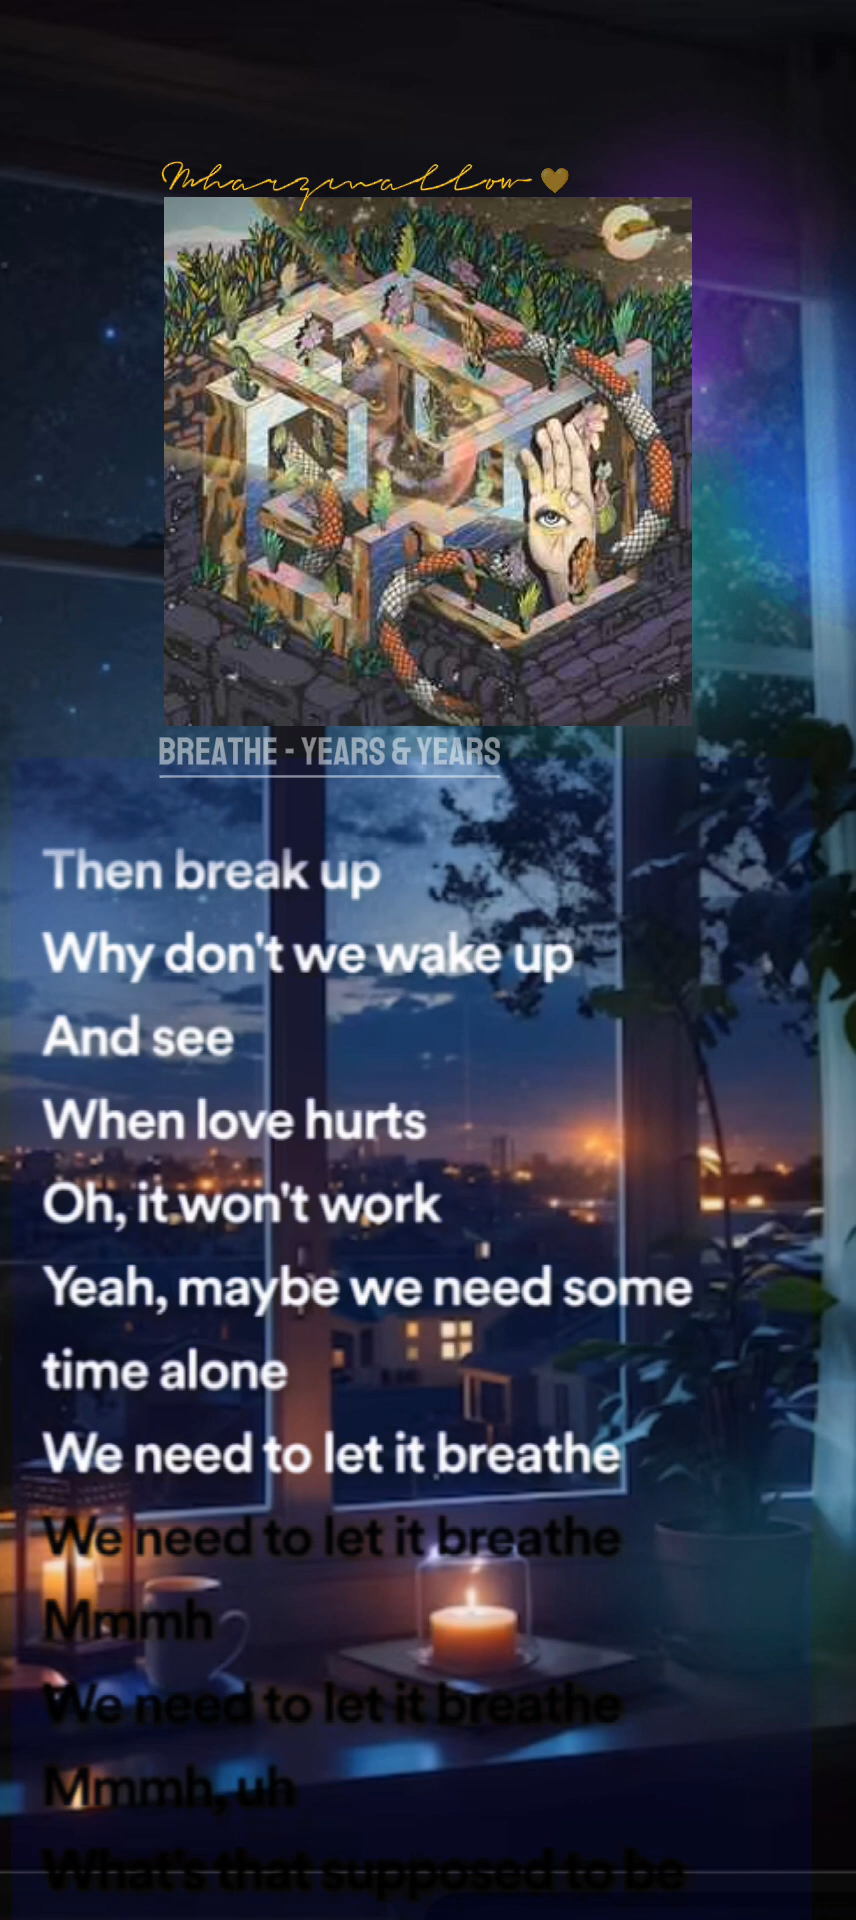 Mharzmallow
BREATHE - YEARS & YEARS
Then break up
Why don't we wake up
And see
When love hurts
Oh, it won't work
Yeah, maybe we need some
time alone
We need to let it breathe
We need to let it breathe
Mmmh
We need to let it breathe
Mmmh, uh
What's that supposed to be